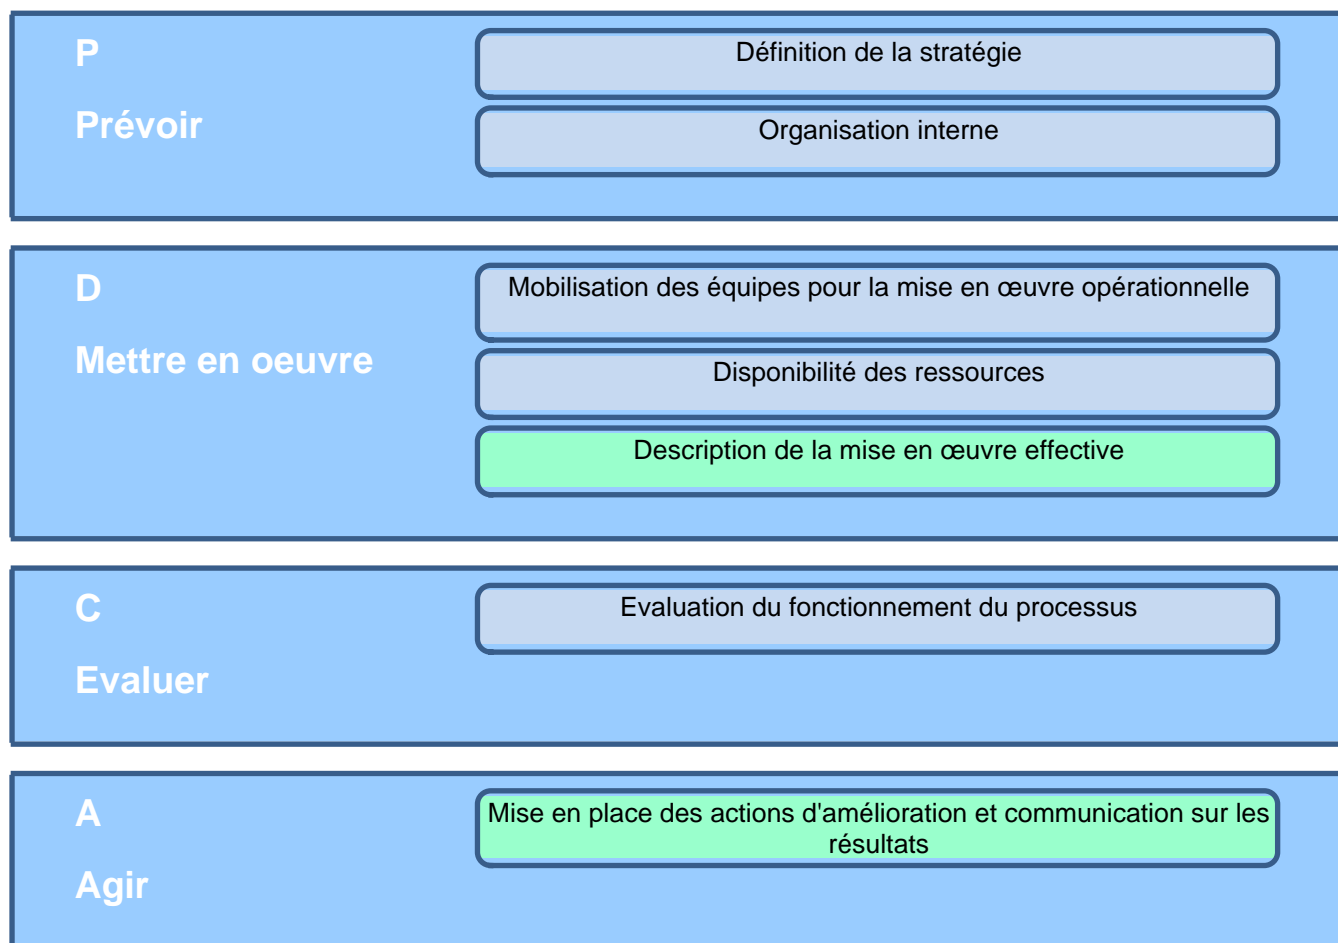 P
Prévoir
Définition de la stratégie
Organisation interne
D
Mettre en oeuvre
Mobilisation des équipes pour la mise en œuvre opérationnelle
Disponibilité des ressources
Description de la mise en œuvre effective
C
Evaluer
Evaluation du fonctionnement du processus
A
Agir
Mise en place des actions d'amélioration et communication sur les
résultats